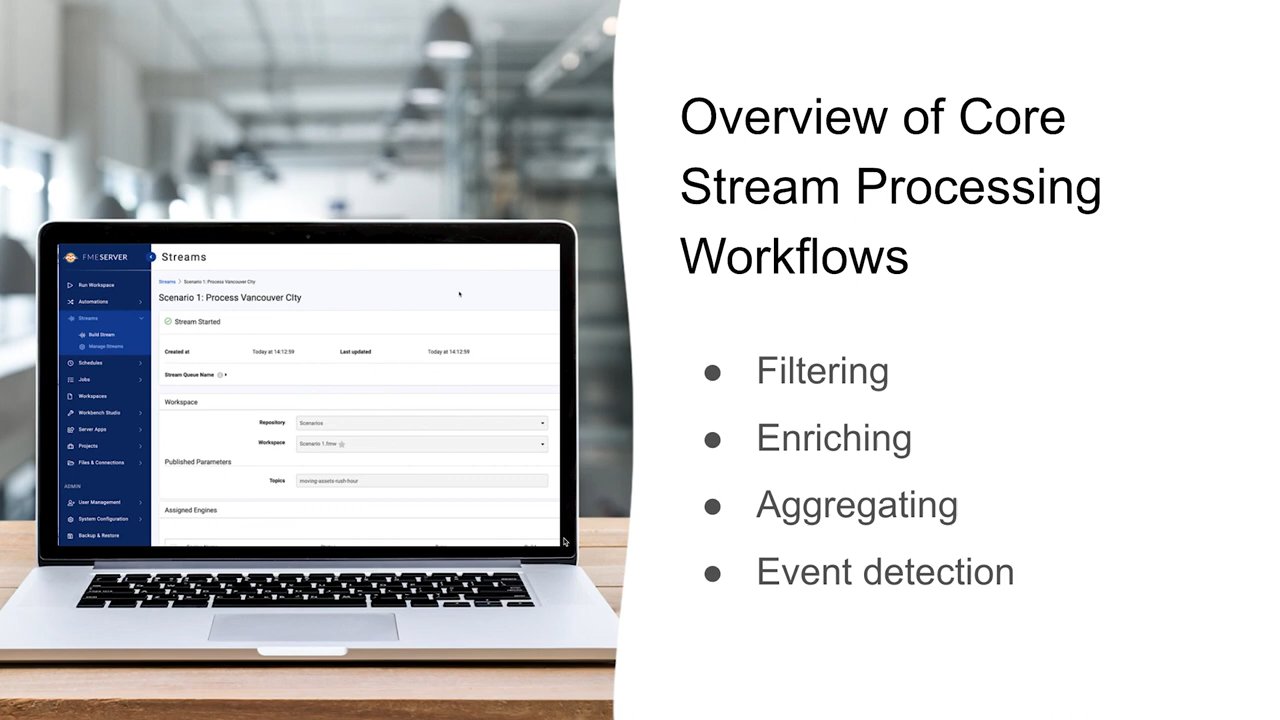 Overview of Core
Stream Processing
Workflows
● Filtering
● Enriching
● Aggregating
● Event detection
FMESERVER
Streams
Run Workspace
Automations
Streams
Build Stream
Manage Streams
Schedules
Jobs
Workspaces
Workbench Studio
Server Apps
Projects
Files & Connections
ADMIN
User Management
System Configuration
Backup & Restore
Streams > Scenario 1: Process Vancouver City
Scenario 1: Process Vancouver City
Stream Started
Created at Today at 14:12:59 Last updated Today at 14:12:59
Stream Queue Name
Workspace
Repository Scenarios
Workspace Scenario 1.fmw
Published Parameters
Topics moving-assets-rush-hour
Assigned Engines